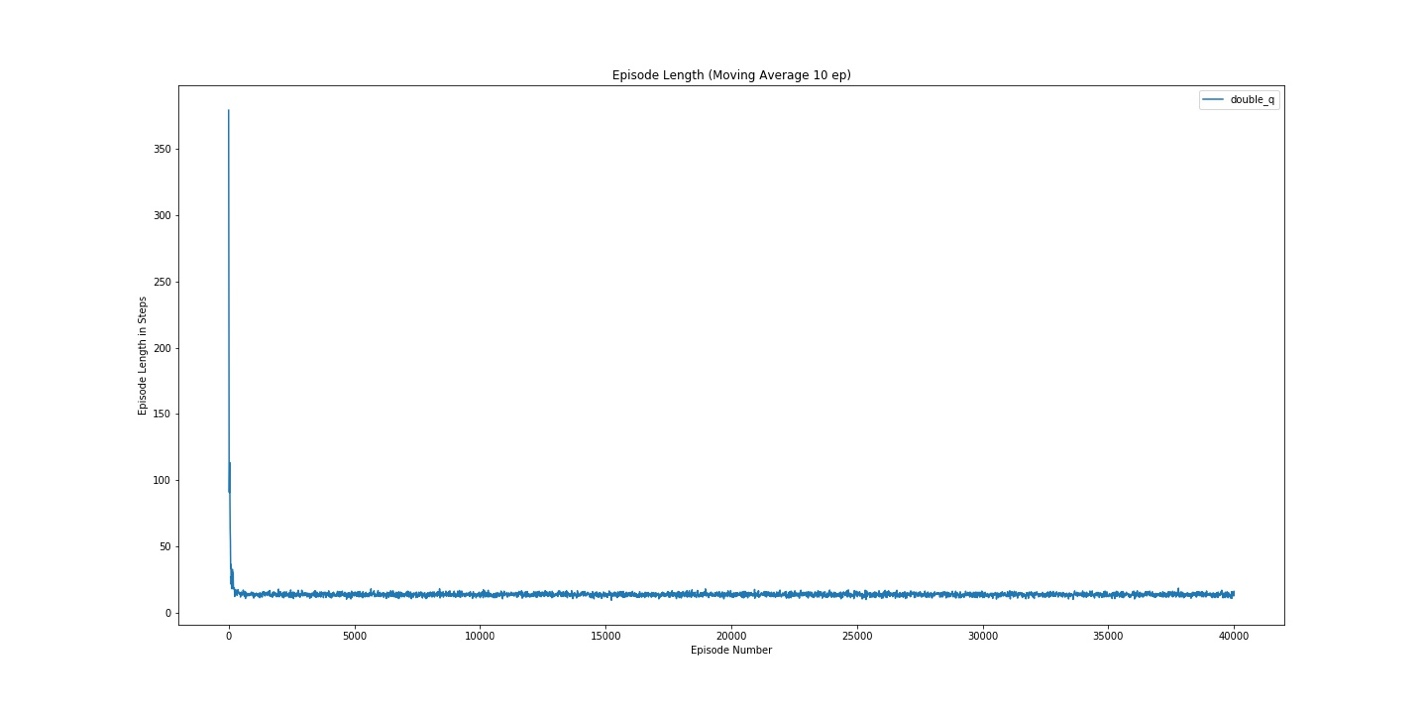 Episode Length (Moving Average 10 ep)
double_q
Episode Length in Steps
350
300
250
200
150
100
50
0
0 5000 10000 15000 20000 25000 30000 35000 40000
Episode Number